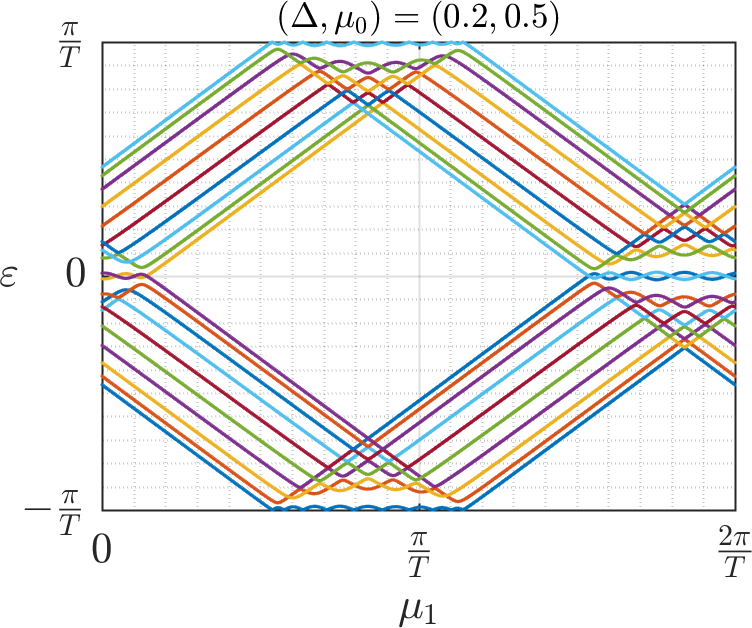 (Δ, μ₀) = (0.2, 0.5)
π/T
ε
0
−π/T
0
π/T
2π/T
μ₁